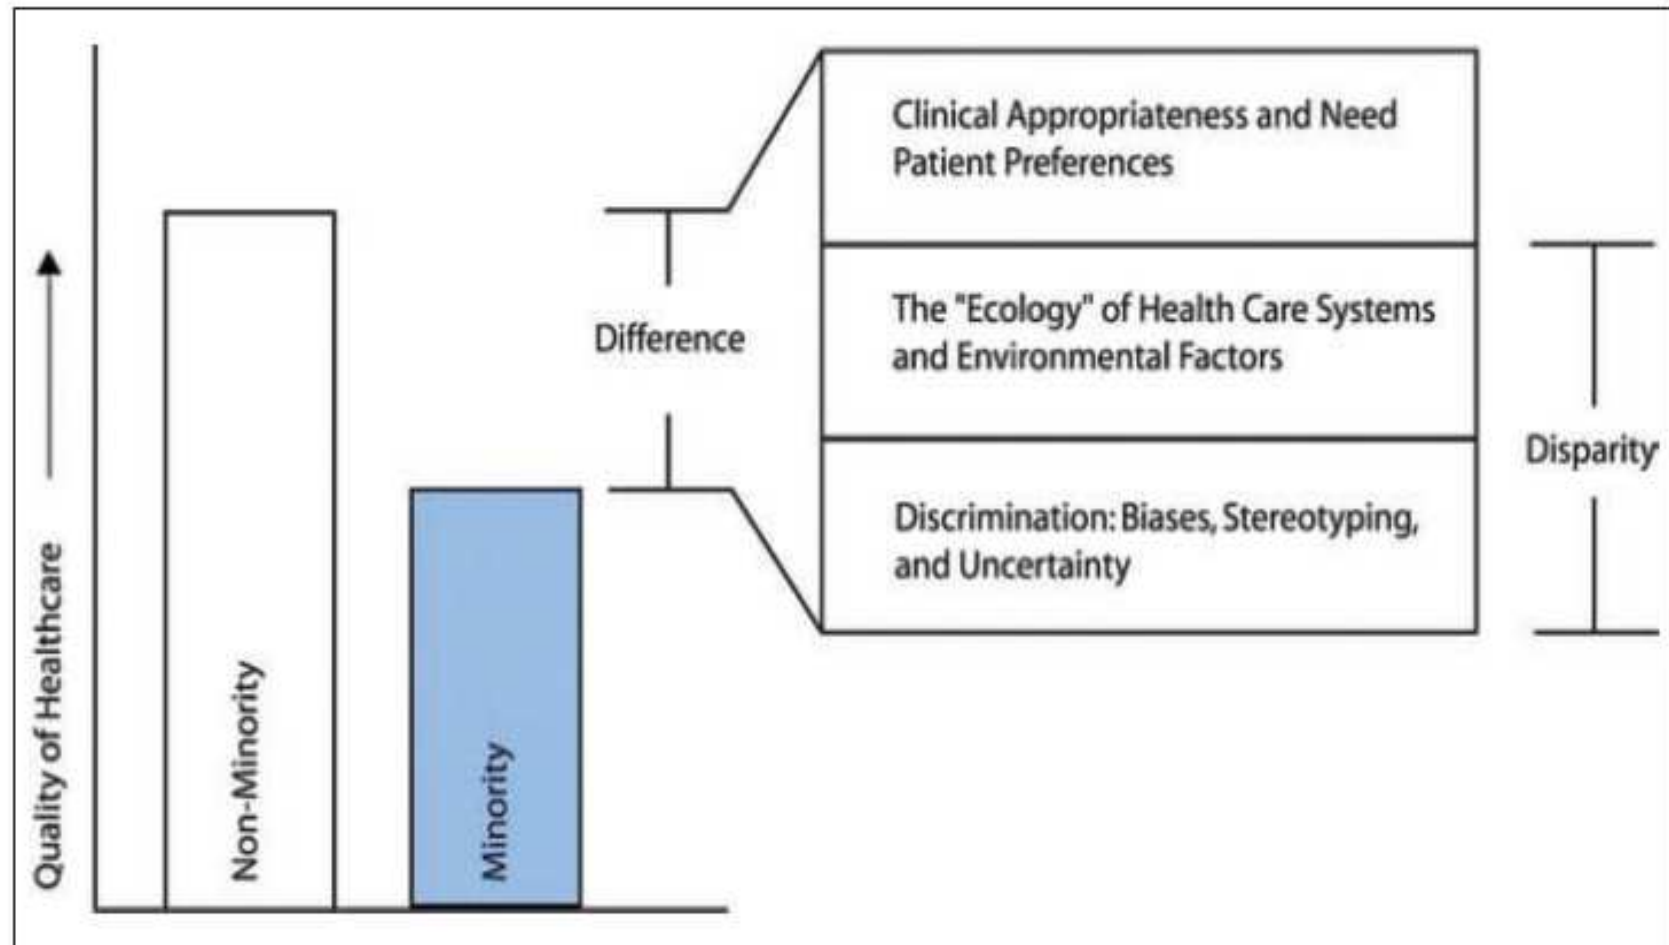 Quality of Healthcare
Non-Minority
Minority
Difference
Clinical Appropriateness and Need
Patient Preferences
The "Ecology" of Health Care Systems
and Environmental Factors
Discrimination: Biases, Stereotyping,
and Uncertainty
Disparity